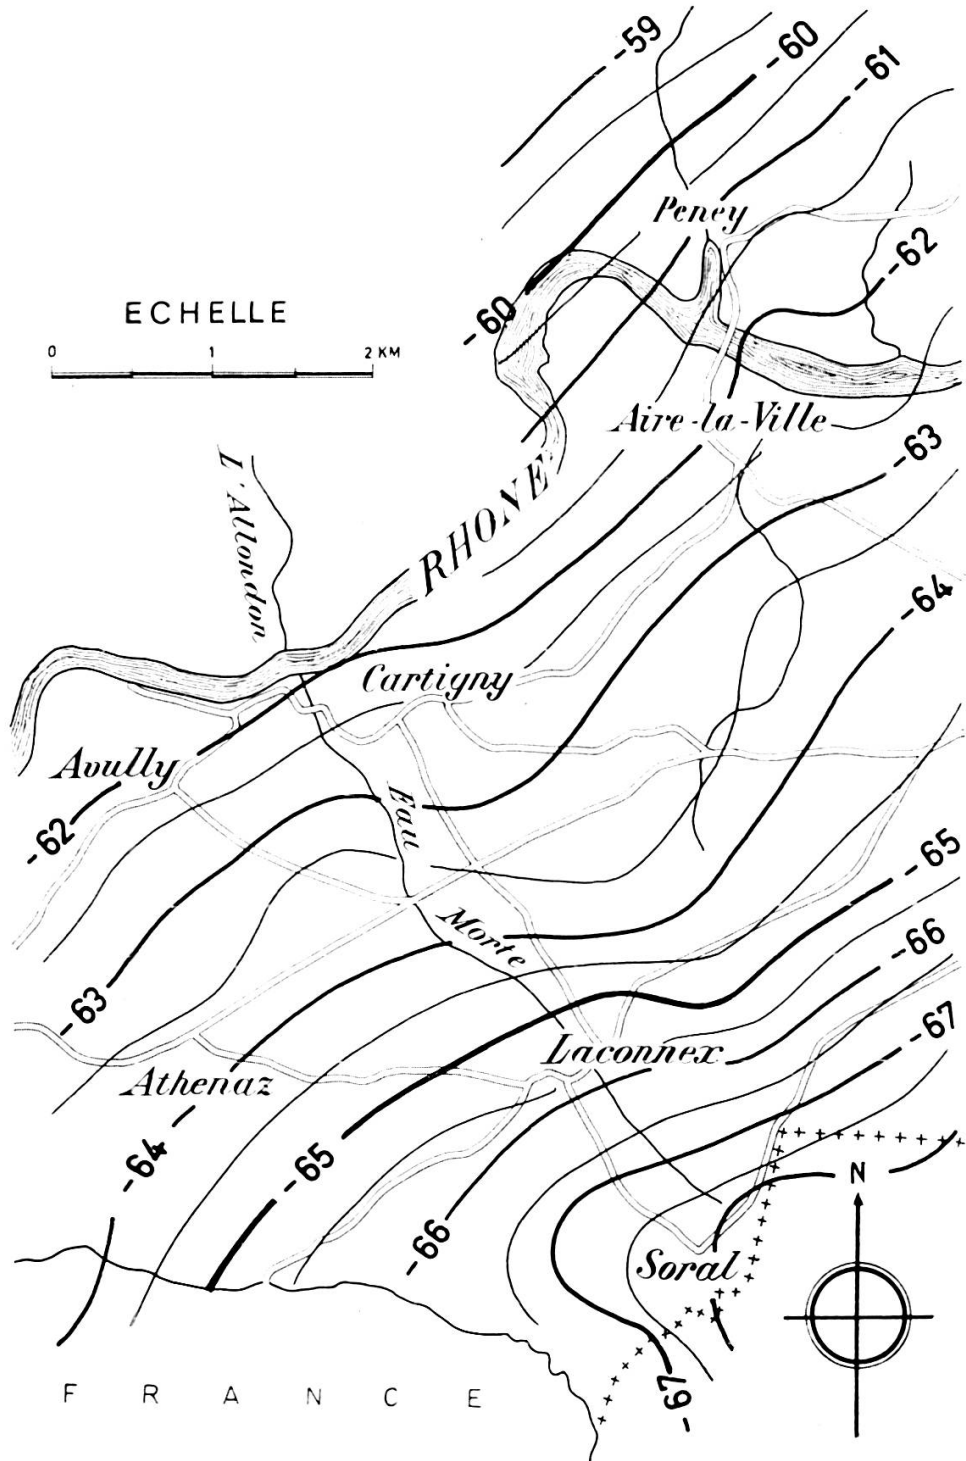 -59
-60
-61
Peney
-62
-60
ECHELLE
0 1 2 KM
Aire-la-Ville
-63
L'Allondon
RHONE
-64
Cartigny
Avully
Eau
-62
-65
Morte
-66
-63
-67
Laconnex
Athenaz
-64
-65
N
-66
Soral
-67
F R A N C E